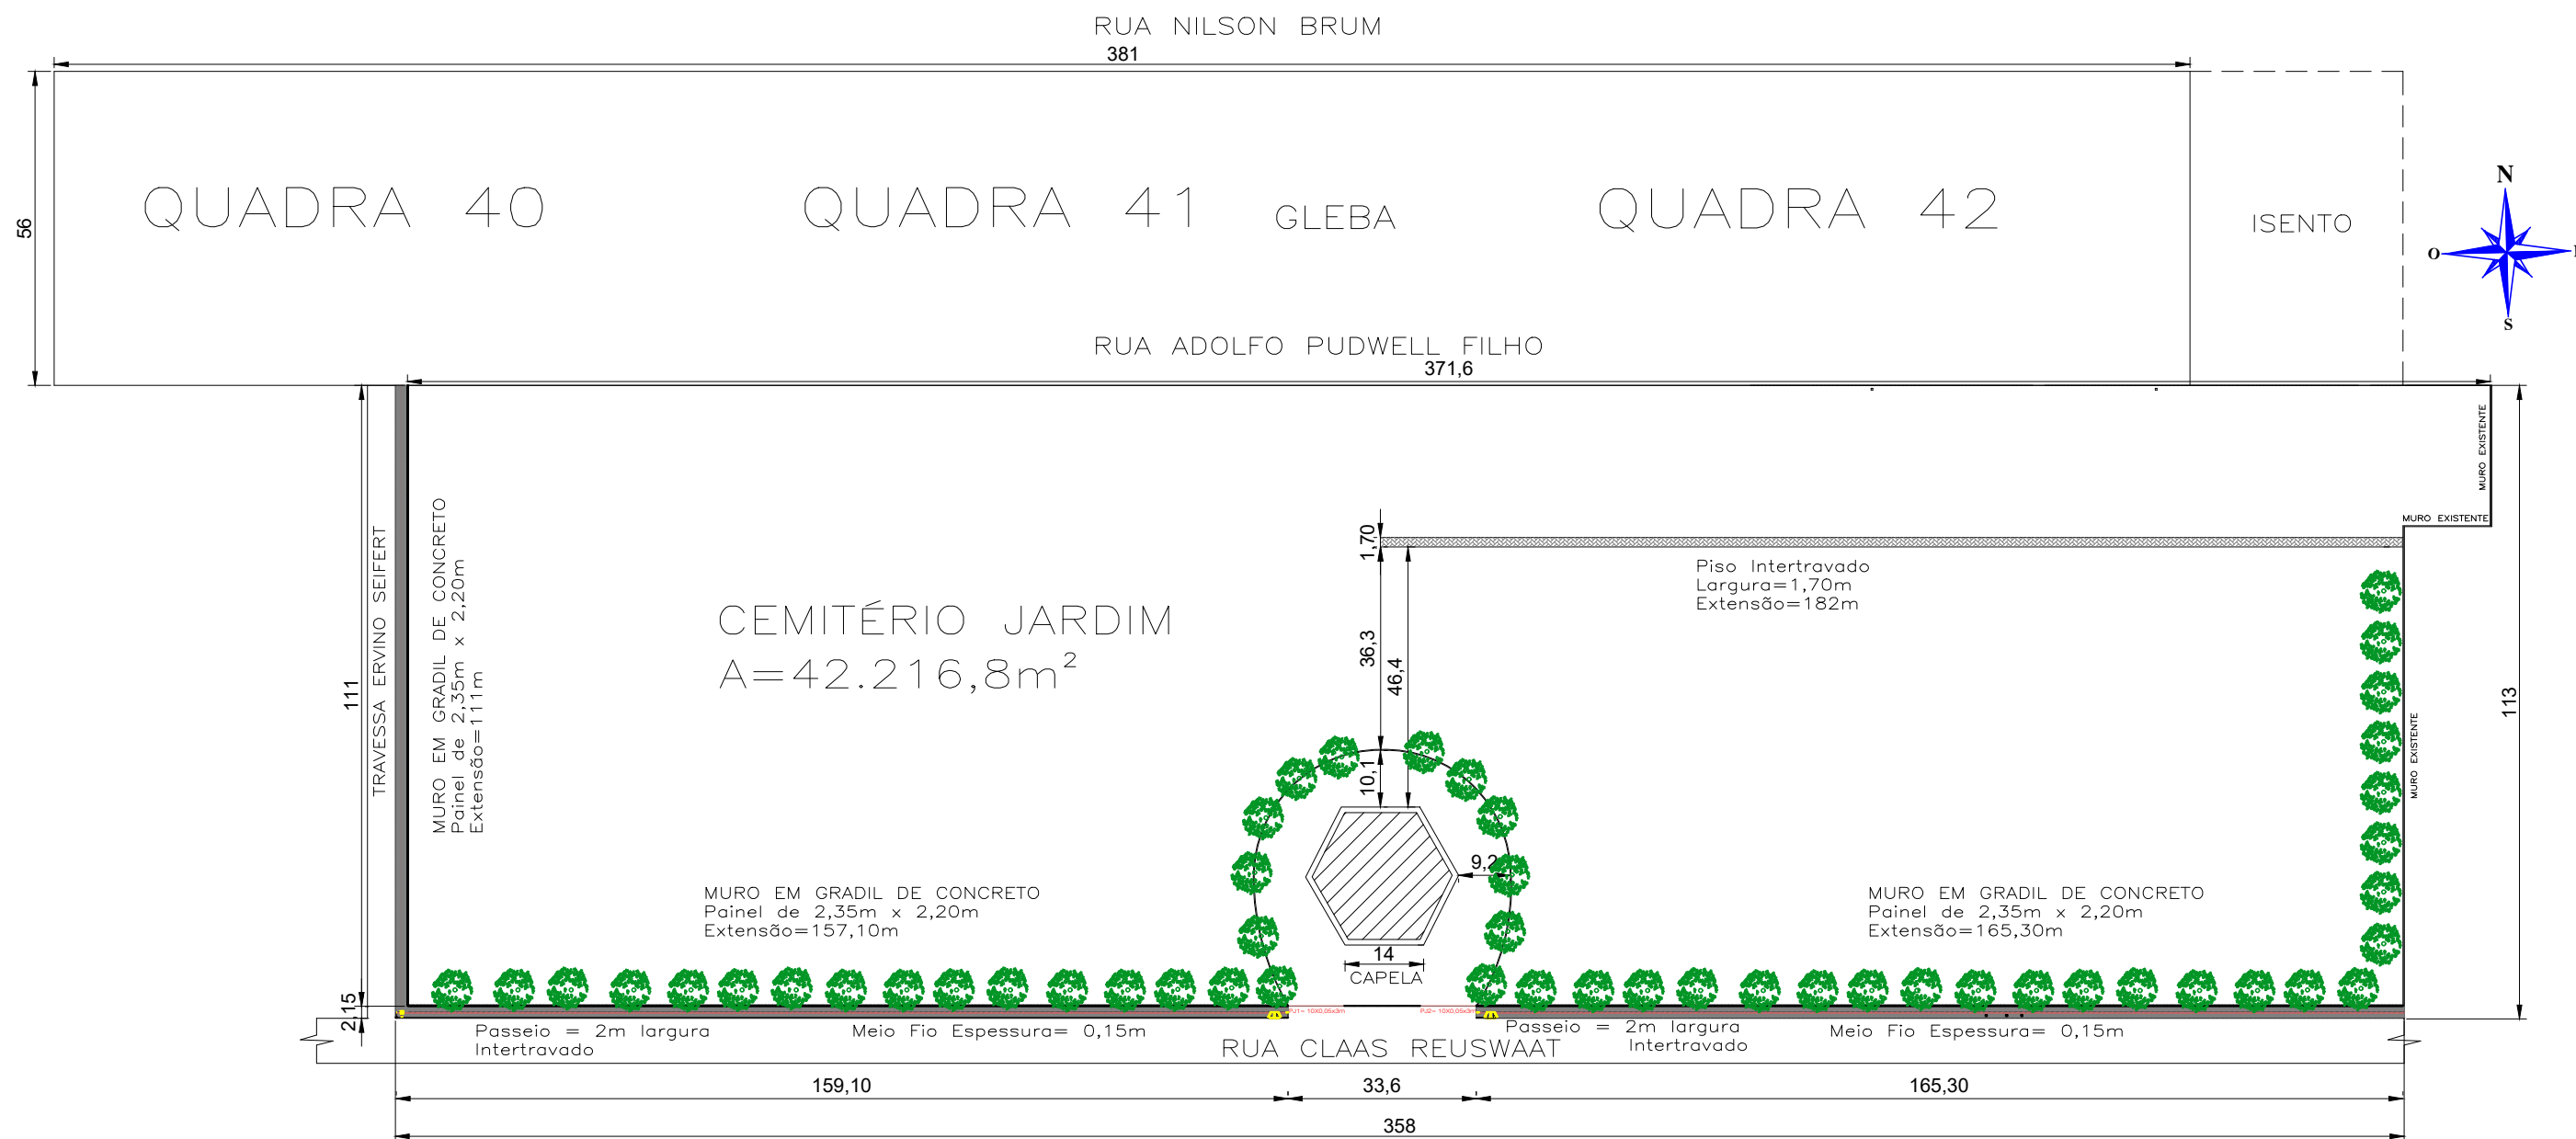 RUA NILSON BRUM
381
56
QUADRA 40
QUADRA 41
GLEBA
QUADRA 42
ISENTO
N
O
S
RUA ADOLFO PUDWELL FILHO
371,6
MURO EXISTENTE
MURO EXISTENTE
1,70
Piso Intertravado
Largura=1,70m
Extensão=182m
TRAVESSA ERVINO SEIFERT
MURO EM GRADIL DE CONCRETO
Painel de 2,35m x 2,20m
Extensão=111m
111
CEMITÉRIO JARDIM
A=42.216,8m²
36,3
46,4
113
MURO EXISTENTE
10,1
9,2
MURO EM GRADIL DE CONCRETO
Painel de 2,35m x 2,20m
Extensão=157,10m
MURO EM GRADIL DE CONCRETO
Painel de 2,35m x 2,20m
Extensão=165,30m
14
CAPELA
2,15
PJ1= 10X0,05x3m
PJ2= 10X0,05x3m
Passeio = 2m largura
Intertravado
Meio Fio Espessura= 0,15m
Passeio = 2m largura
Intertravado
Meio Fio Espessura= 0,15m
RUA CLAAS REUSWAAT
159,10
33,6
165,30
358